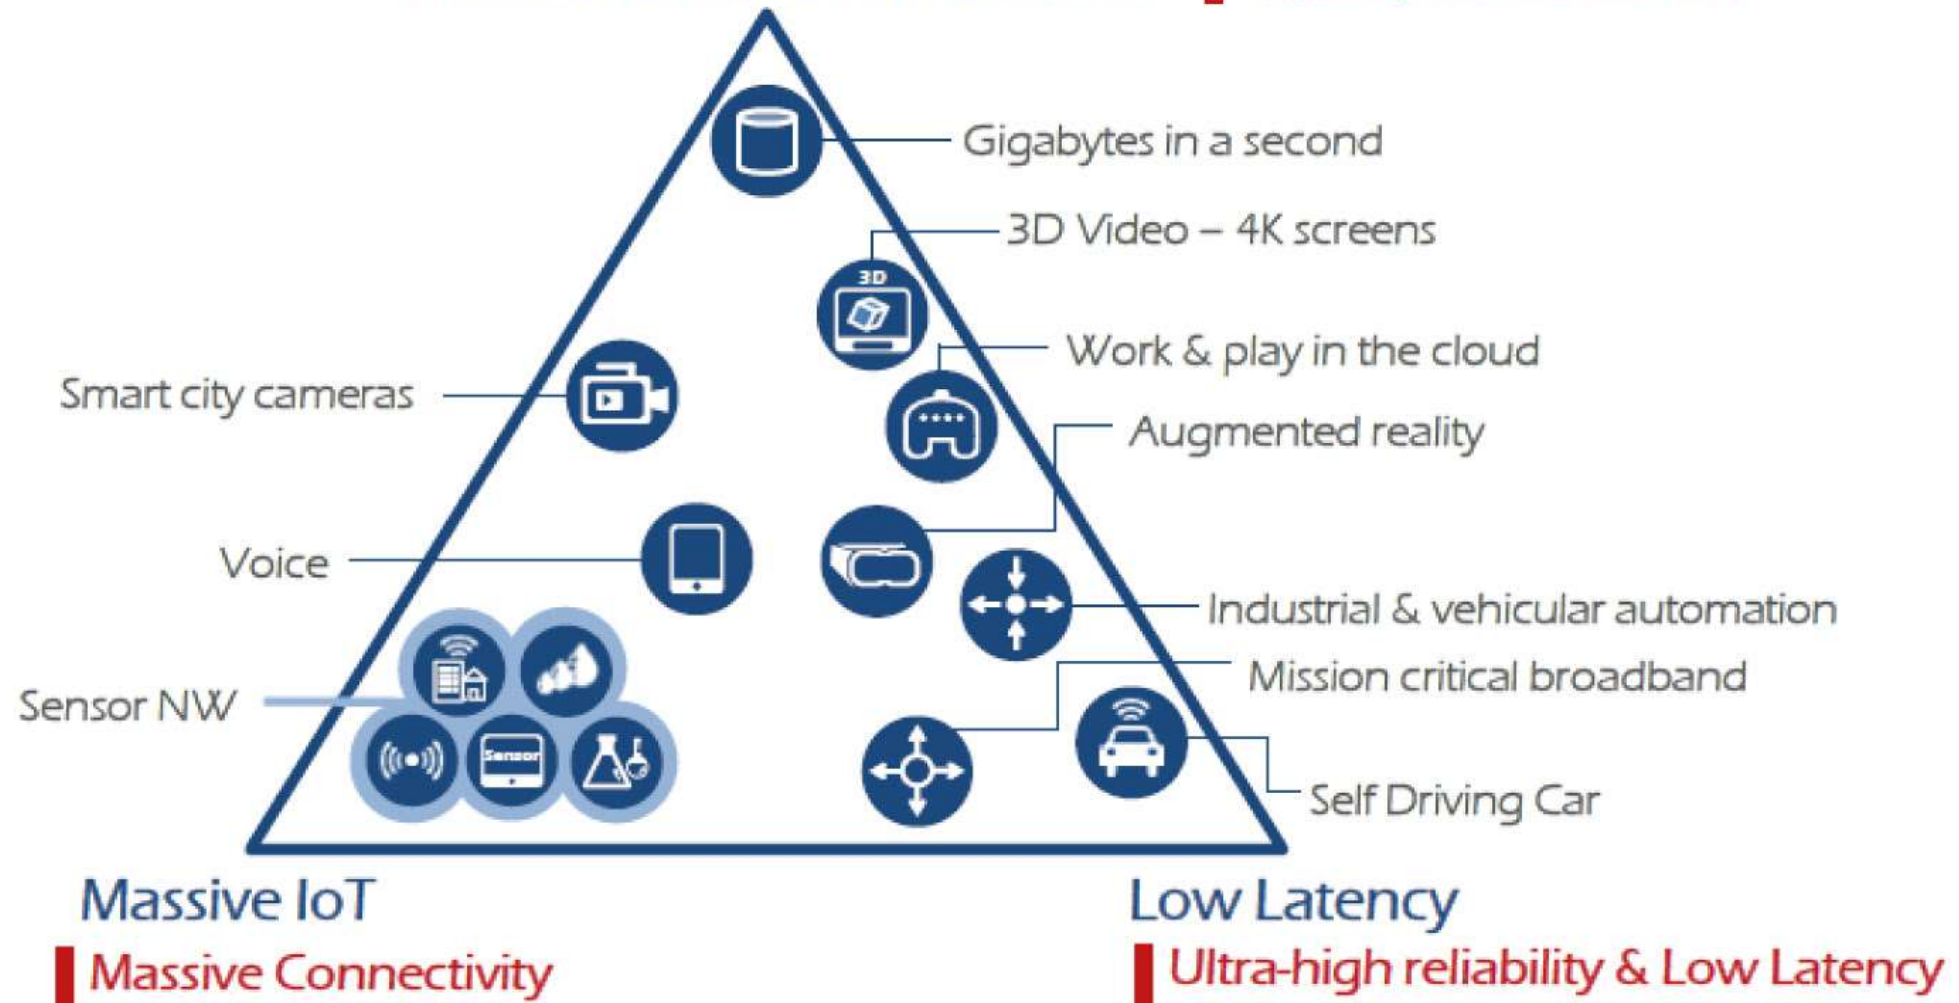 Gigabytes in a second
3D Video – 4K screens
3D
Work & play in the cloud
Smart city cameras
Augmented reality
Voice
Industrial & vehicular automation
Mission critical broadband
Sensor NW
Sensor
Self Driving Car
Massive IoT
Low Latency
Massive Connectivity
Ultra-high reliability & Low Latency